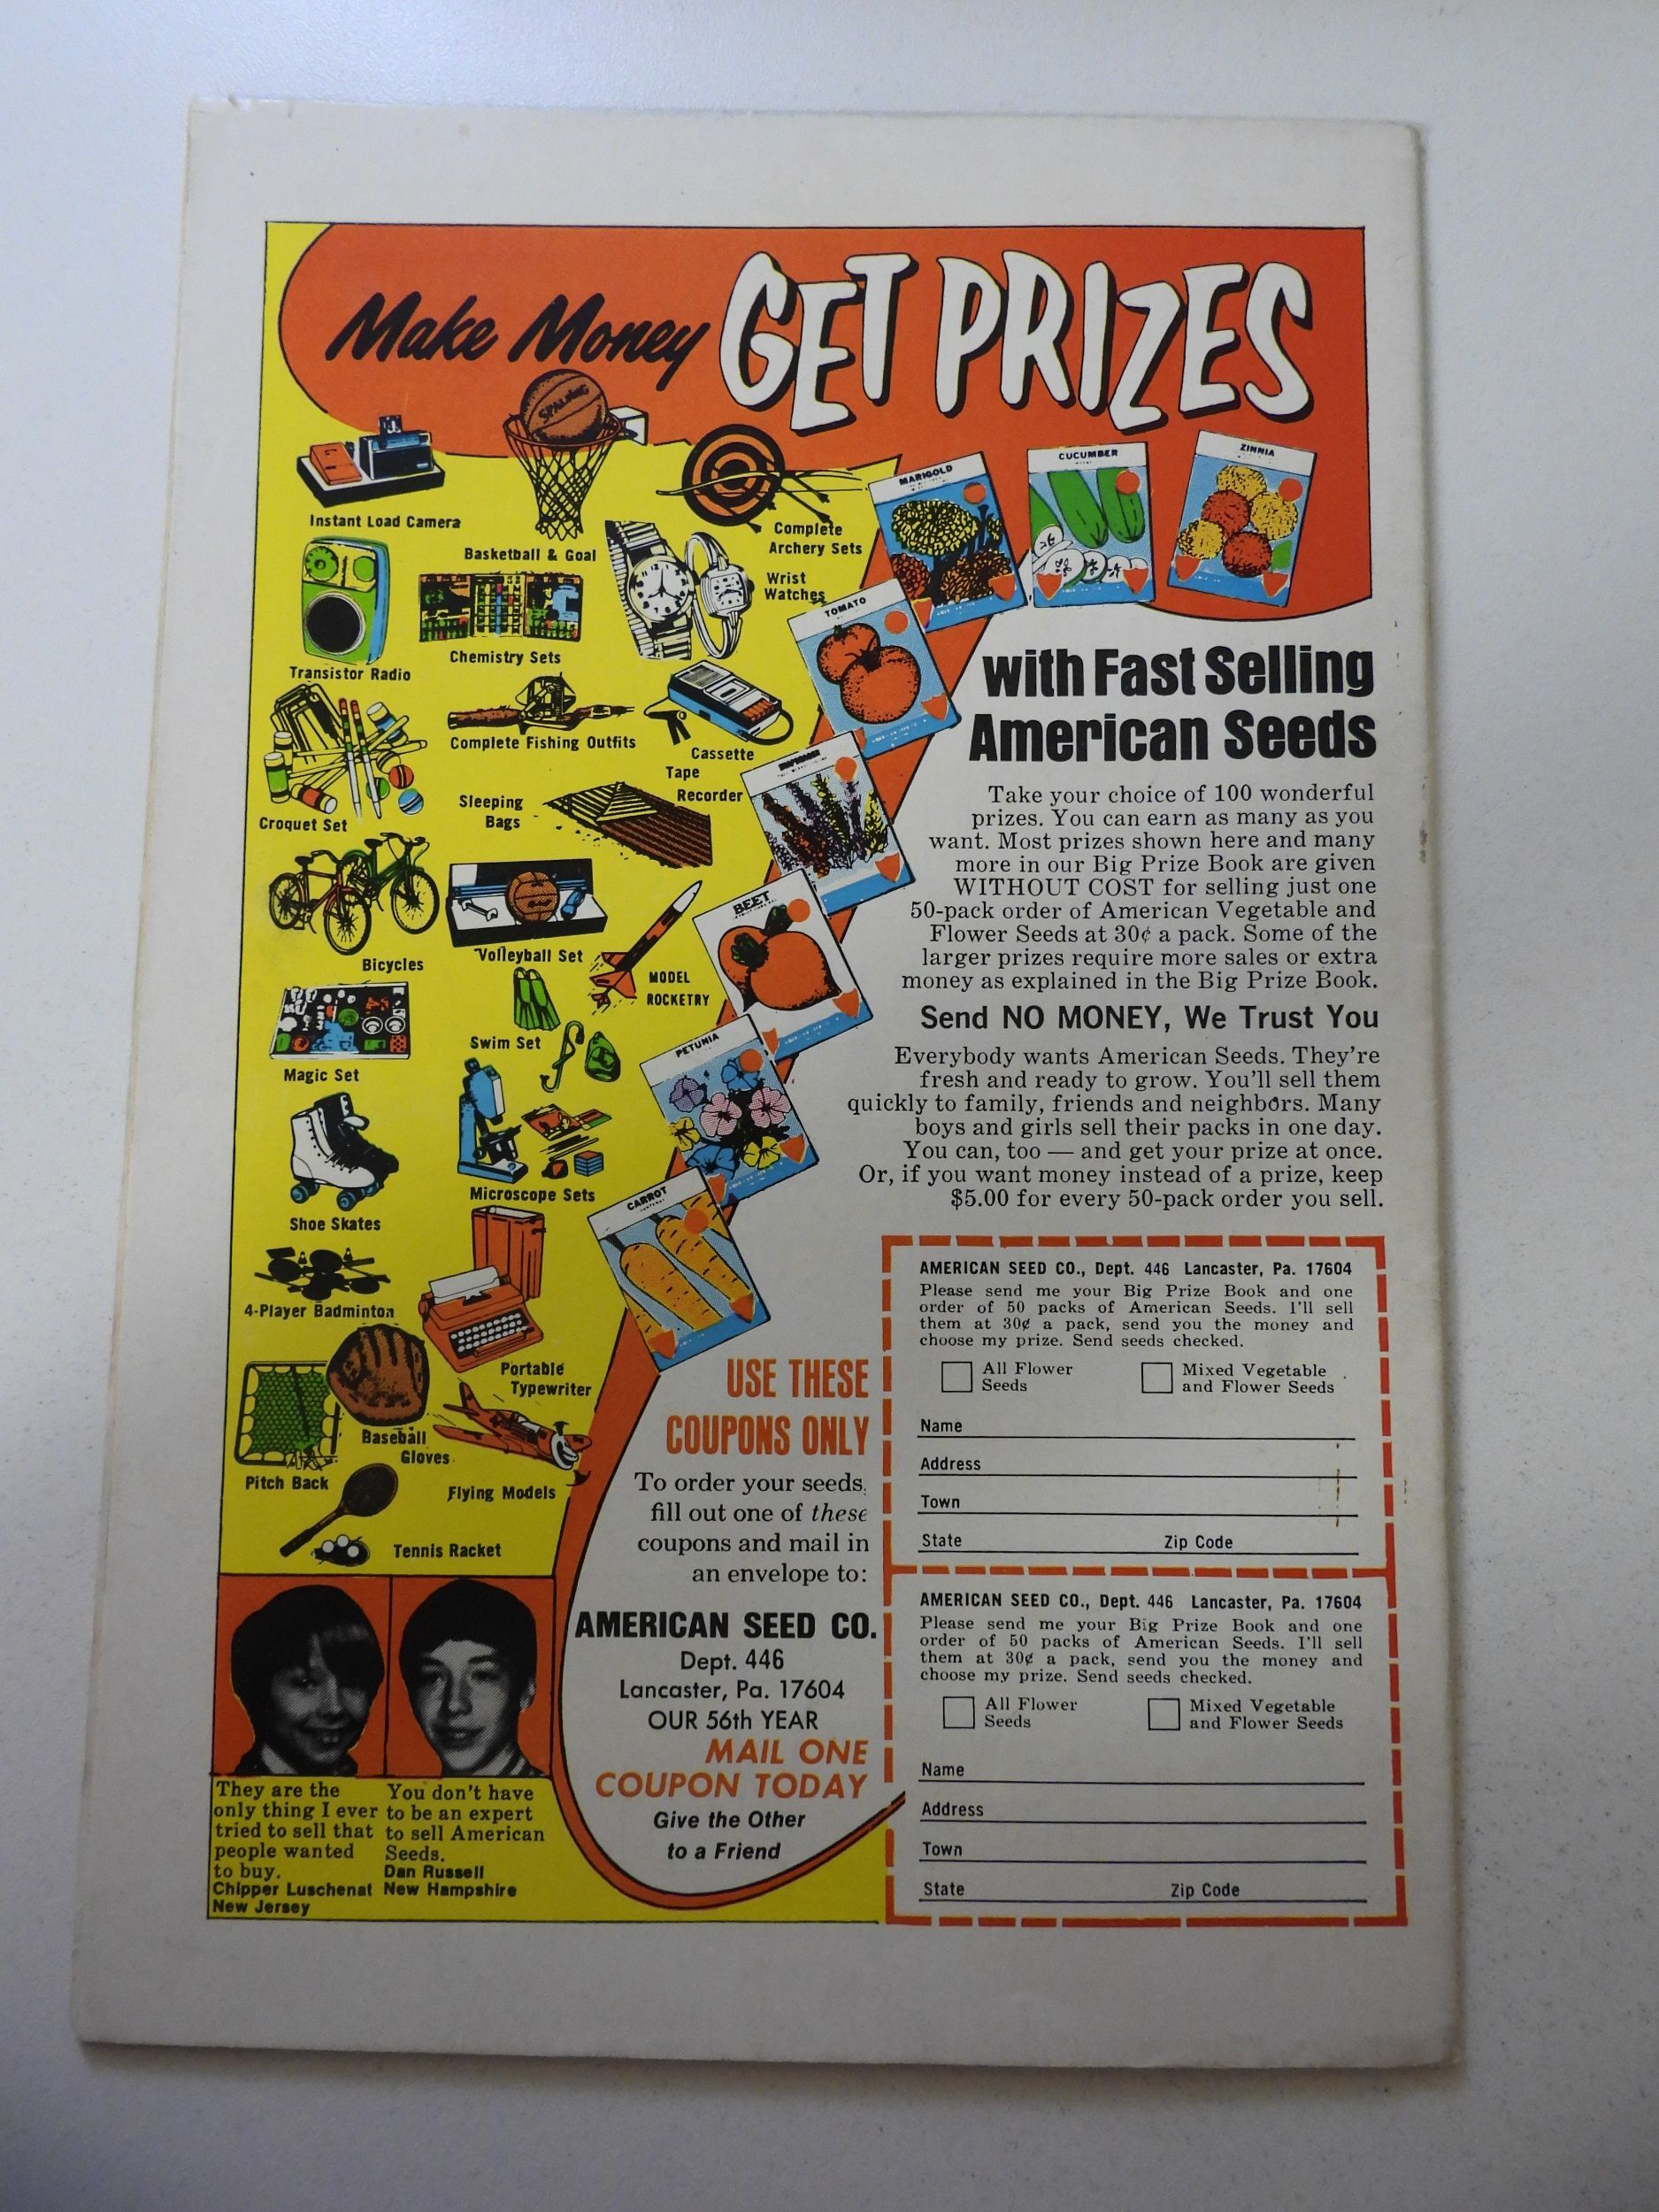 Make Money GET PRIZES
SPALDING
Instant Load Camera
Basketball & Goal
Complete
Archery Sets
Wrist
Watches
Transistor Radio
Chemistry Sets
Complete Fishing Outfits
Cassette
Tape
Recorder
Croquet Set
Sleeping
Bags
Bicycles
Volleyball Set
MODEL
ROCKETRY
Swim Set
Magic Set
Microscope Sets
Shoe Skates
4-Player Badminton
Portable
Typewriter
Baseball
Gloves
Pitch Back
Flying Models
Tennis Racket
MARIGOLD
CUCUMBER
ZINNIA
TOMATO
BEET
PETUNIA
CARROT
with Fast Selling
American Seeds
Take your choice of 100 wonderful
prizes. You can earn as many as you
want. Most prizes shown here and many
more in our Big Prize Book are given
WITHOUT COST for selling just one
50-pack order of American Vegetable and
Flower Seeds at 30¢ a pack. Some of the
larger prizes require more sales or extra
money as explained in the Big Prize Book.
Send NO MONEY, We Trust You
Everybody wants American Seeds. They're
fresh and ready to grow. You'll sell them
quickly to family, friends and neighbors. Many
boys and girls sell their packs in one day.
You can, too — and get your prize at once.
Or, if you want money instead of a prize, keep
$5.00 for every 50-pack order you sell.
USE THESE
COUPONS ONLY
To order your seeds,
fill out one of these
coupons and mail in
an envelope to:
AMERICAN SEED CO.
Dept. 446
Lancaster, Pa. 17604
OUR 56th YEAR
MAIL ONE
COUPON TODAY
Give the Other
to a Friend
AMERICAN SEED CO., Dept. 446 Lancaster, Pa. 17604
Please send me your Big Prize Book and one
order of 50 packs of American Seeds. I'll sell
them at 30¢ a pack, send you the money and
choose my prize. Send seeds checked.
All Flower
Seeds
Mixed Vegetable
and Flower Seeds
Name
Address
Town
State Zip Code
AMERICAN SEED CO., Dept. 446 Lancaster, Pa. 17604
Please send me your Big Prize Book and one
order of 50 packs of American Seeds. I'll sell
them at 30¢ a pack, send you the money and
choose my prize. Send seeds checked.
All Flower
Seeds
Mixed Vegetable
and Flower Seeds
Name
Address
Town
State Zip Code
They are the
only thing I ever
tried to sell that
people wanted
to buy.
Chipper Luschenat
New Jersey
You don't have
to be an expert
to sell American
Seeds.
Dan Russell
New Hampshire